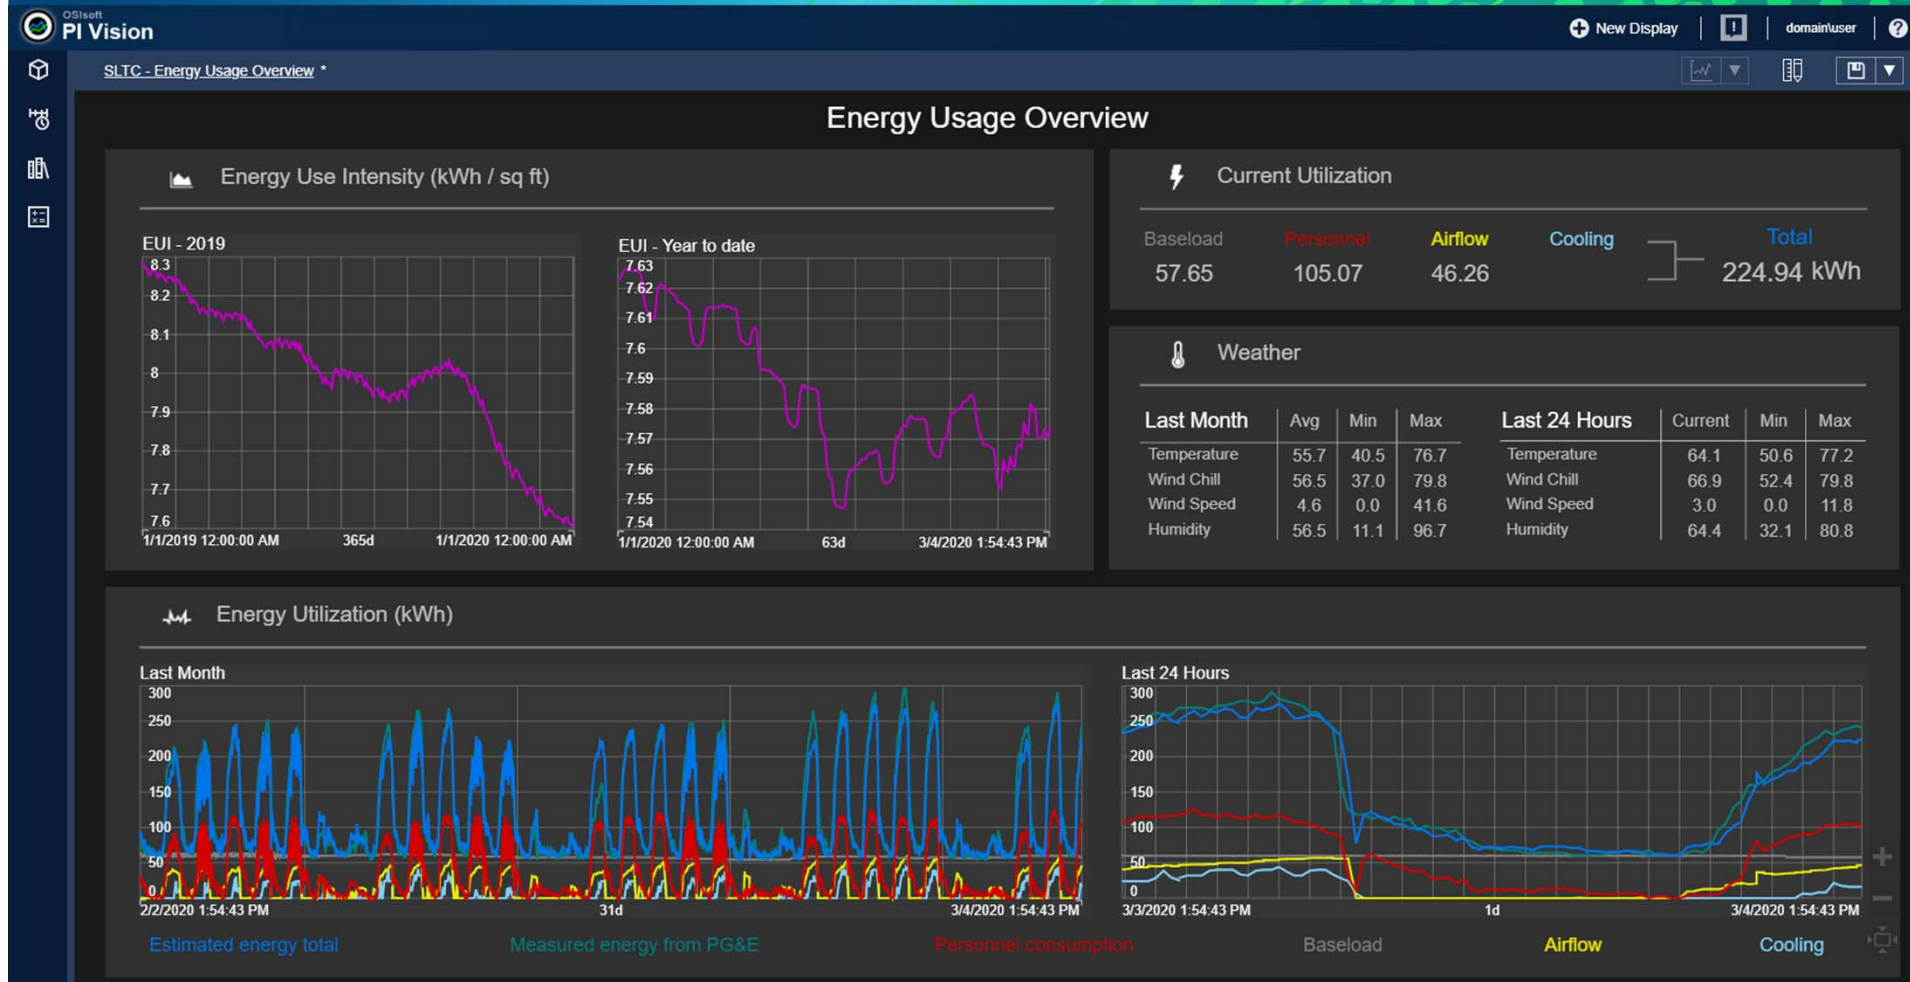 OSIsoft
PI Vision
New Display
domain\user
SLTC - Energy Usage Overview *
Energy Usage Overview
Energy Use Intensity (kWh / sq ft)
EUI - 2019
8.3
8.2
8.1
8
7.9
7.8
7.7
7.6
1/1/2019 12:00:00 AM 365d 1/1/2020 12:00:00 AM
EUI - Year to date
7.63
7.62
7.61
7.6
7.59
7.58
7.57
7.56
7.55
7.54
1/1/2020 12:00:00 AM 63d 3/4/2020 1:54:43 PM
Current Utilization
Baseload Personnel Airflow Cooling Total
57.65 105.07 46.26 224.94 kWh
Weather
Last Month Avg Min Max
Temperature 55.7 40.5 76.7
Wind Chill 56.5 37.0 79.8
Wind Speed 4.6 0.0 41.6
Humidity 56.5 11.1 96.7
Last 24 Hours Current Min Max
Temperature 64.1 50.6 77.2
Wind Chill 66.9 52.4 79.8
Wind Speed 3.0 0.0 11.8
Humidity 64.4 32.1 80.8
Energy Utilization (kWh)
Last Month
300
250
200
150
100
50
0
2/2/2020 1:54:43 PM 31d 3/4/2020 1:54:43 PM
Last 24 Hours
300
250
200
150
100
50
0
3/3/2020 1:54:43 PM 1d 3/4/2020 1:54:43 PM
Estimated energy total Measured energy from PG&E Personnel consumption Baseload Airflow Cooling